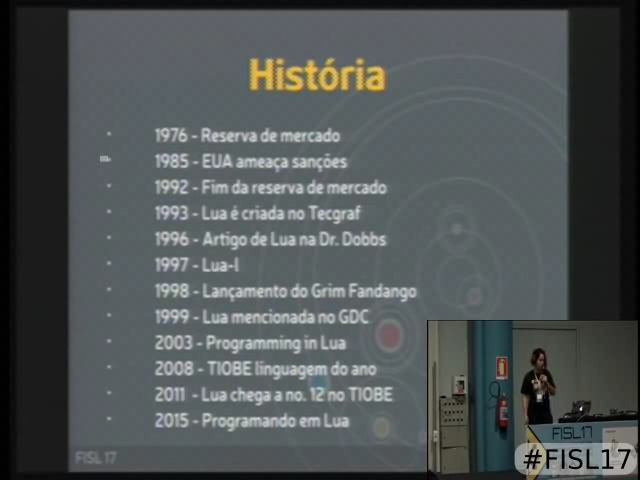 História
1976 - Reserva de mercado
1985 - EUA ameaça sanções
1992 - Fim da reserva de mercado
1993 - Lua é criada no Tecgraf
1996 - Artigo de Lua na Dr. Dobbs
1997 - Lua-l
1998 - Lançamento do Grim Fandango
1999 - Lua mencionada no GDC
2003 - Programming in Lua
2008 - TIOBE linguagem do ano
2011 - Lua chega a no. 12 no TIOBE
2015 - Programando em Lua
FISL 17
FISL17
#FISL17